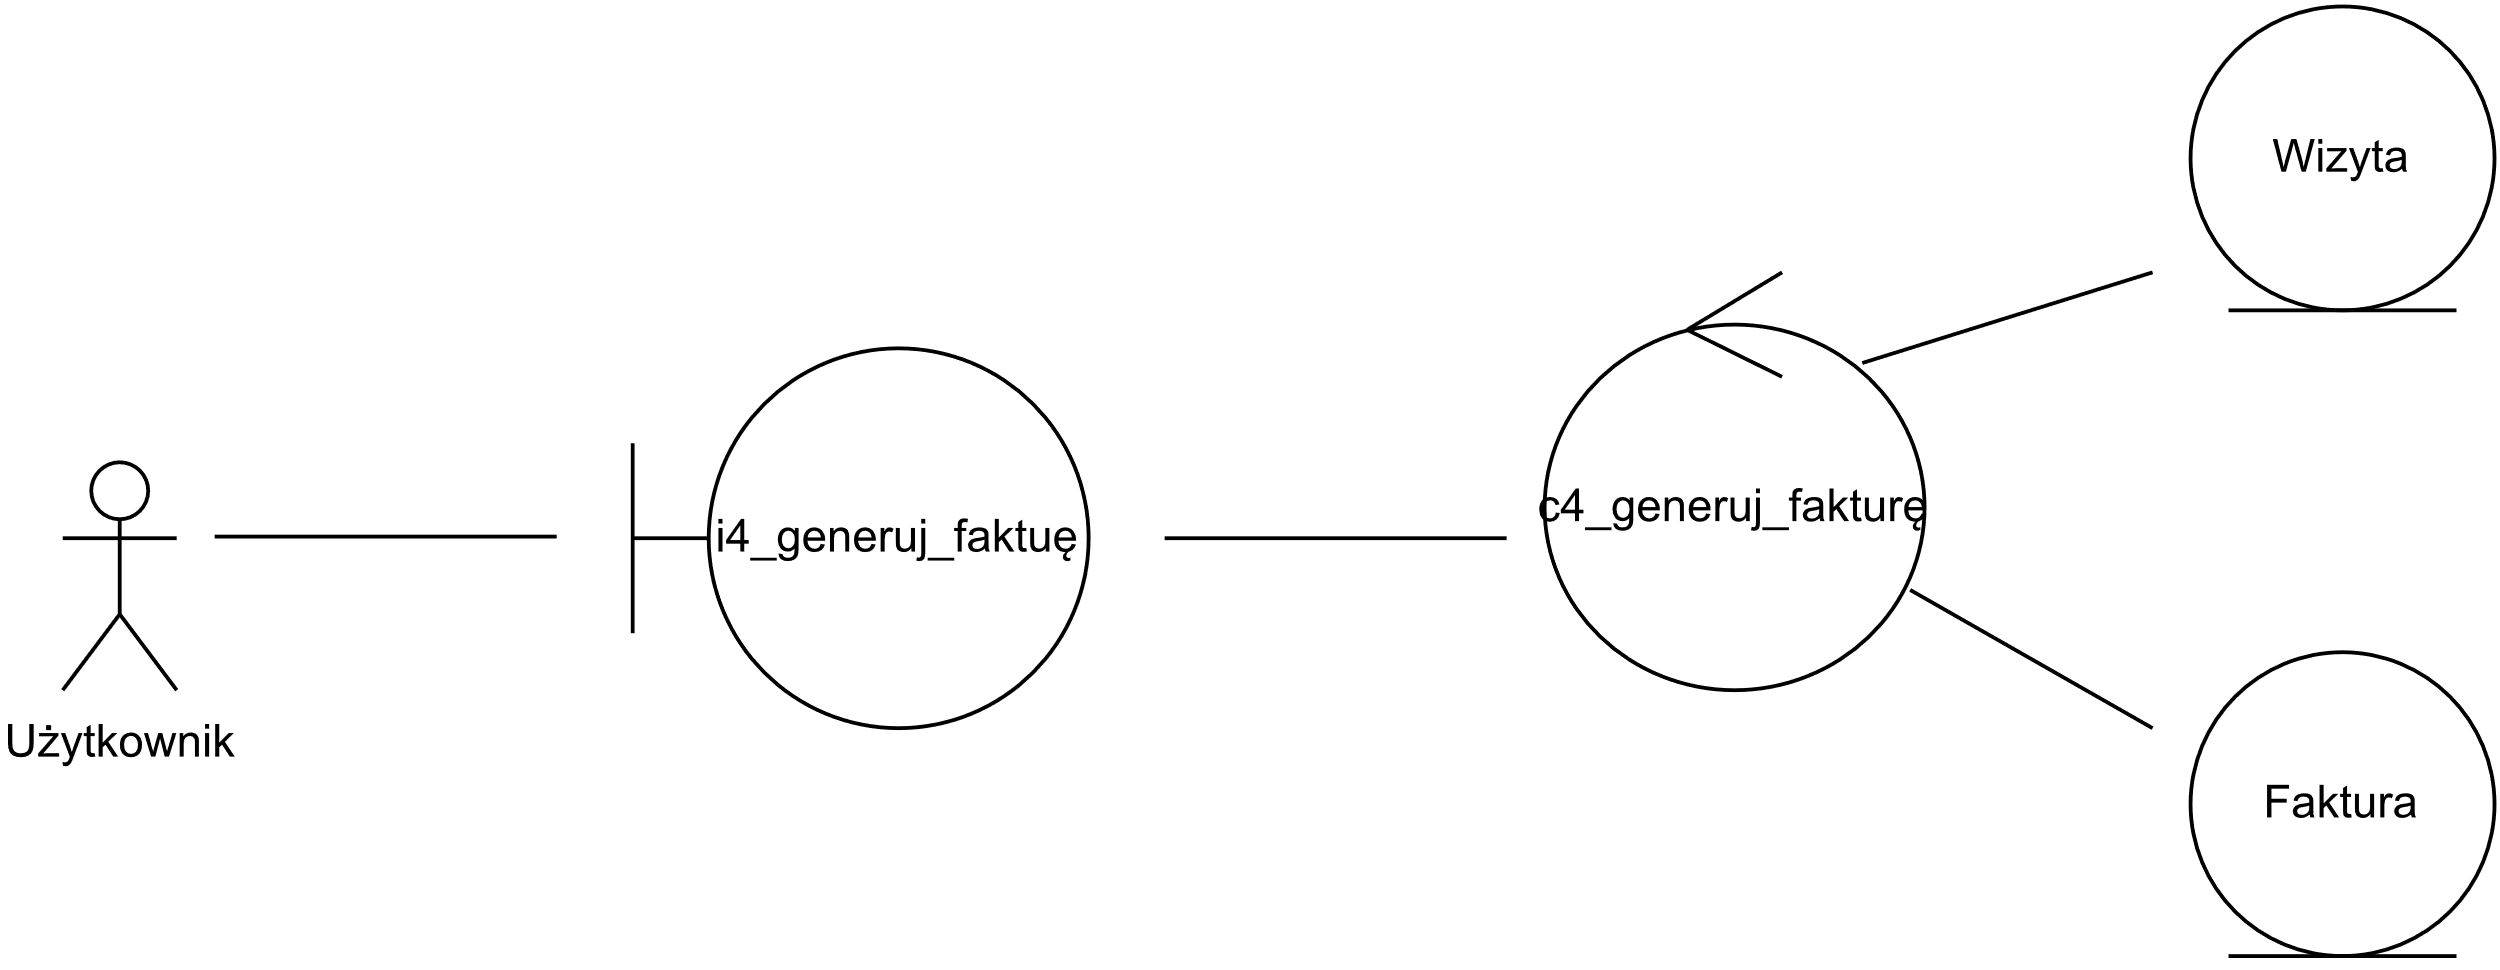 Użytkownik
i4_generuj_faktuę
c4_generuj_fakturę
Wizyta
Faktura